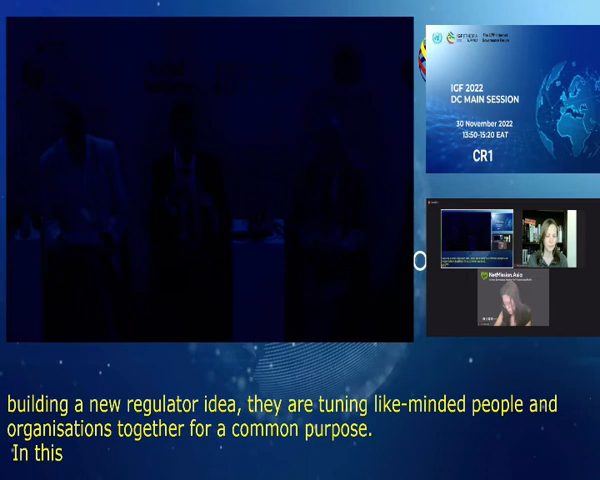 IGF 2022
DC MAIN SESSION
30 November 2022
13:50-15:20 EAT
CR1
NetMission.Asia
building a new regulator idea, they are tuning like-minded people and
organisations together for a common purpose.
In this